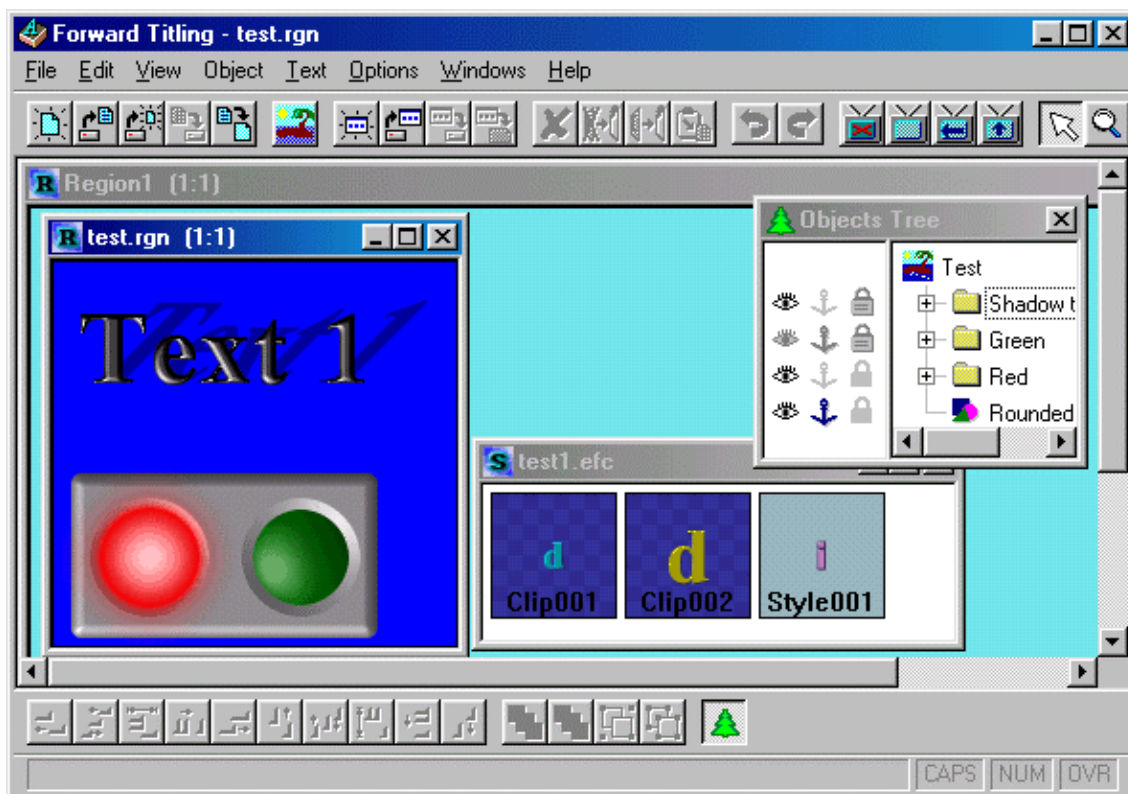 Forward Titling - test.rgn
File Edit View Object Text Options Windows Help
R Region1 (1:1)
R test.rgn (1:1)
Text 1
Objects Tree
Test
Shadow t
Green
Red
Rounded
S test1.efc
d d i
Clip001 Clip002 Style001
CAPS NUM OVR